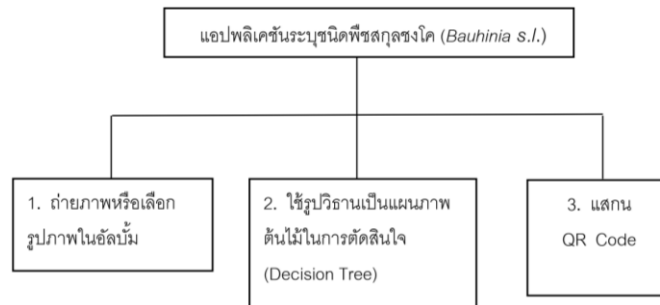 แอปพลิเคชันระบุชนิดพืชสกุลชงโค (Bauhinia s.l.)
1. ถ่ายภาพหรือเลือก
รูปภาพในอัลบั้ม
2. ใช้รูปวิธานเป็นแผนภาพ
ต้นไม้ในการตัดสินใจ
(Decision Tree)
3. แสกน
QR Code